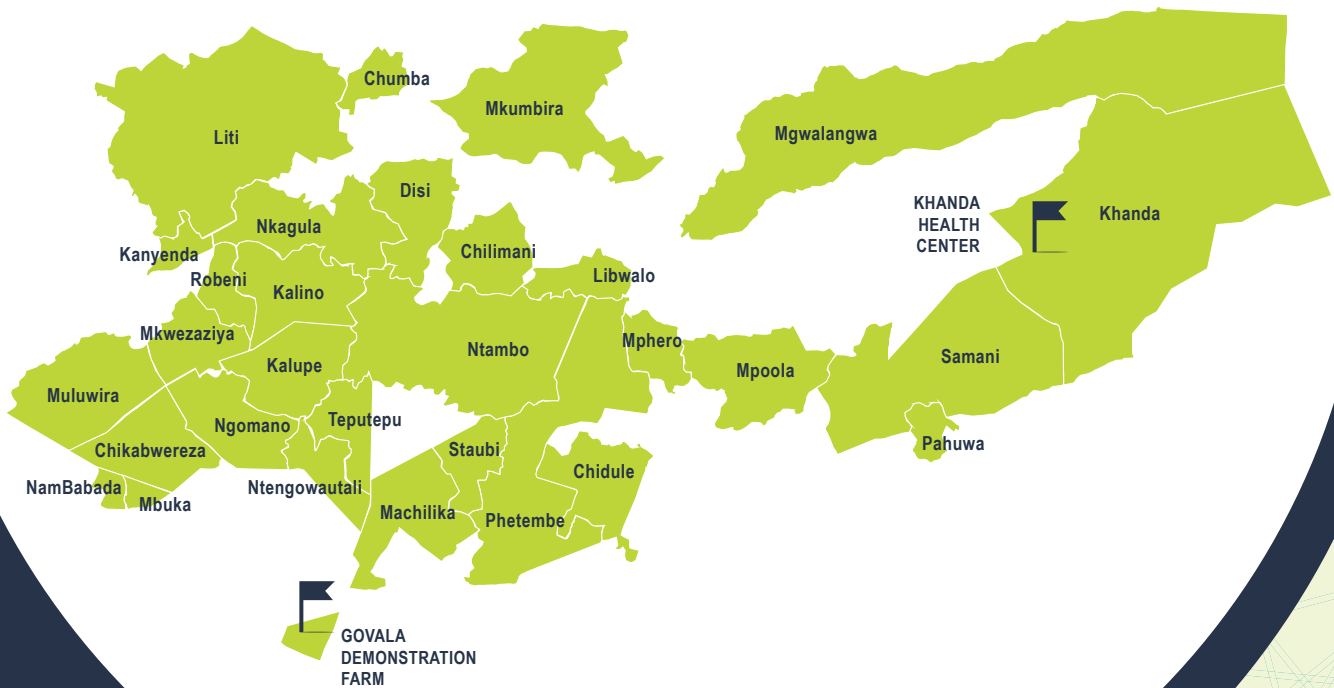 Chumba
Mkumbira
Liti
Mgwalangwa
Disi
KHANDA
HEALTH
CENTER
Khanda
Nkagula
Chilimani
Kanyenda
Robeni
Kalino
Libwalo
Mkwezaziya
Mphero
Ntambo
Samani
Kalupe
Mpoola
Muluwira
Teputepu
Ngomano
Pahuwa
Chikabwereza
Staubi
Chidule
NamBabada
Ntengowautali
Mbuka
Machilika
Phetembe
GOVALA
DEMONSTRATION
FARM